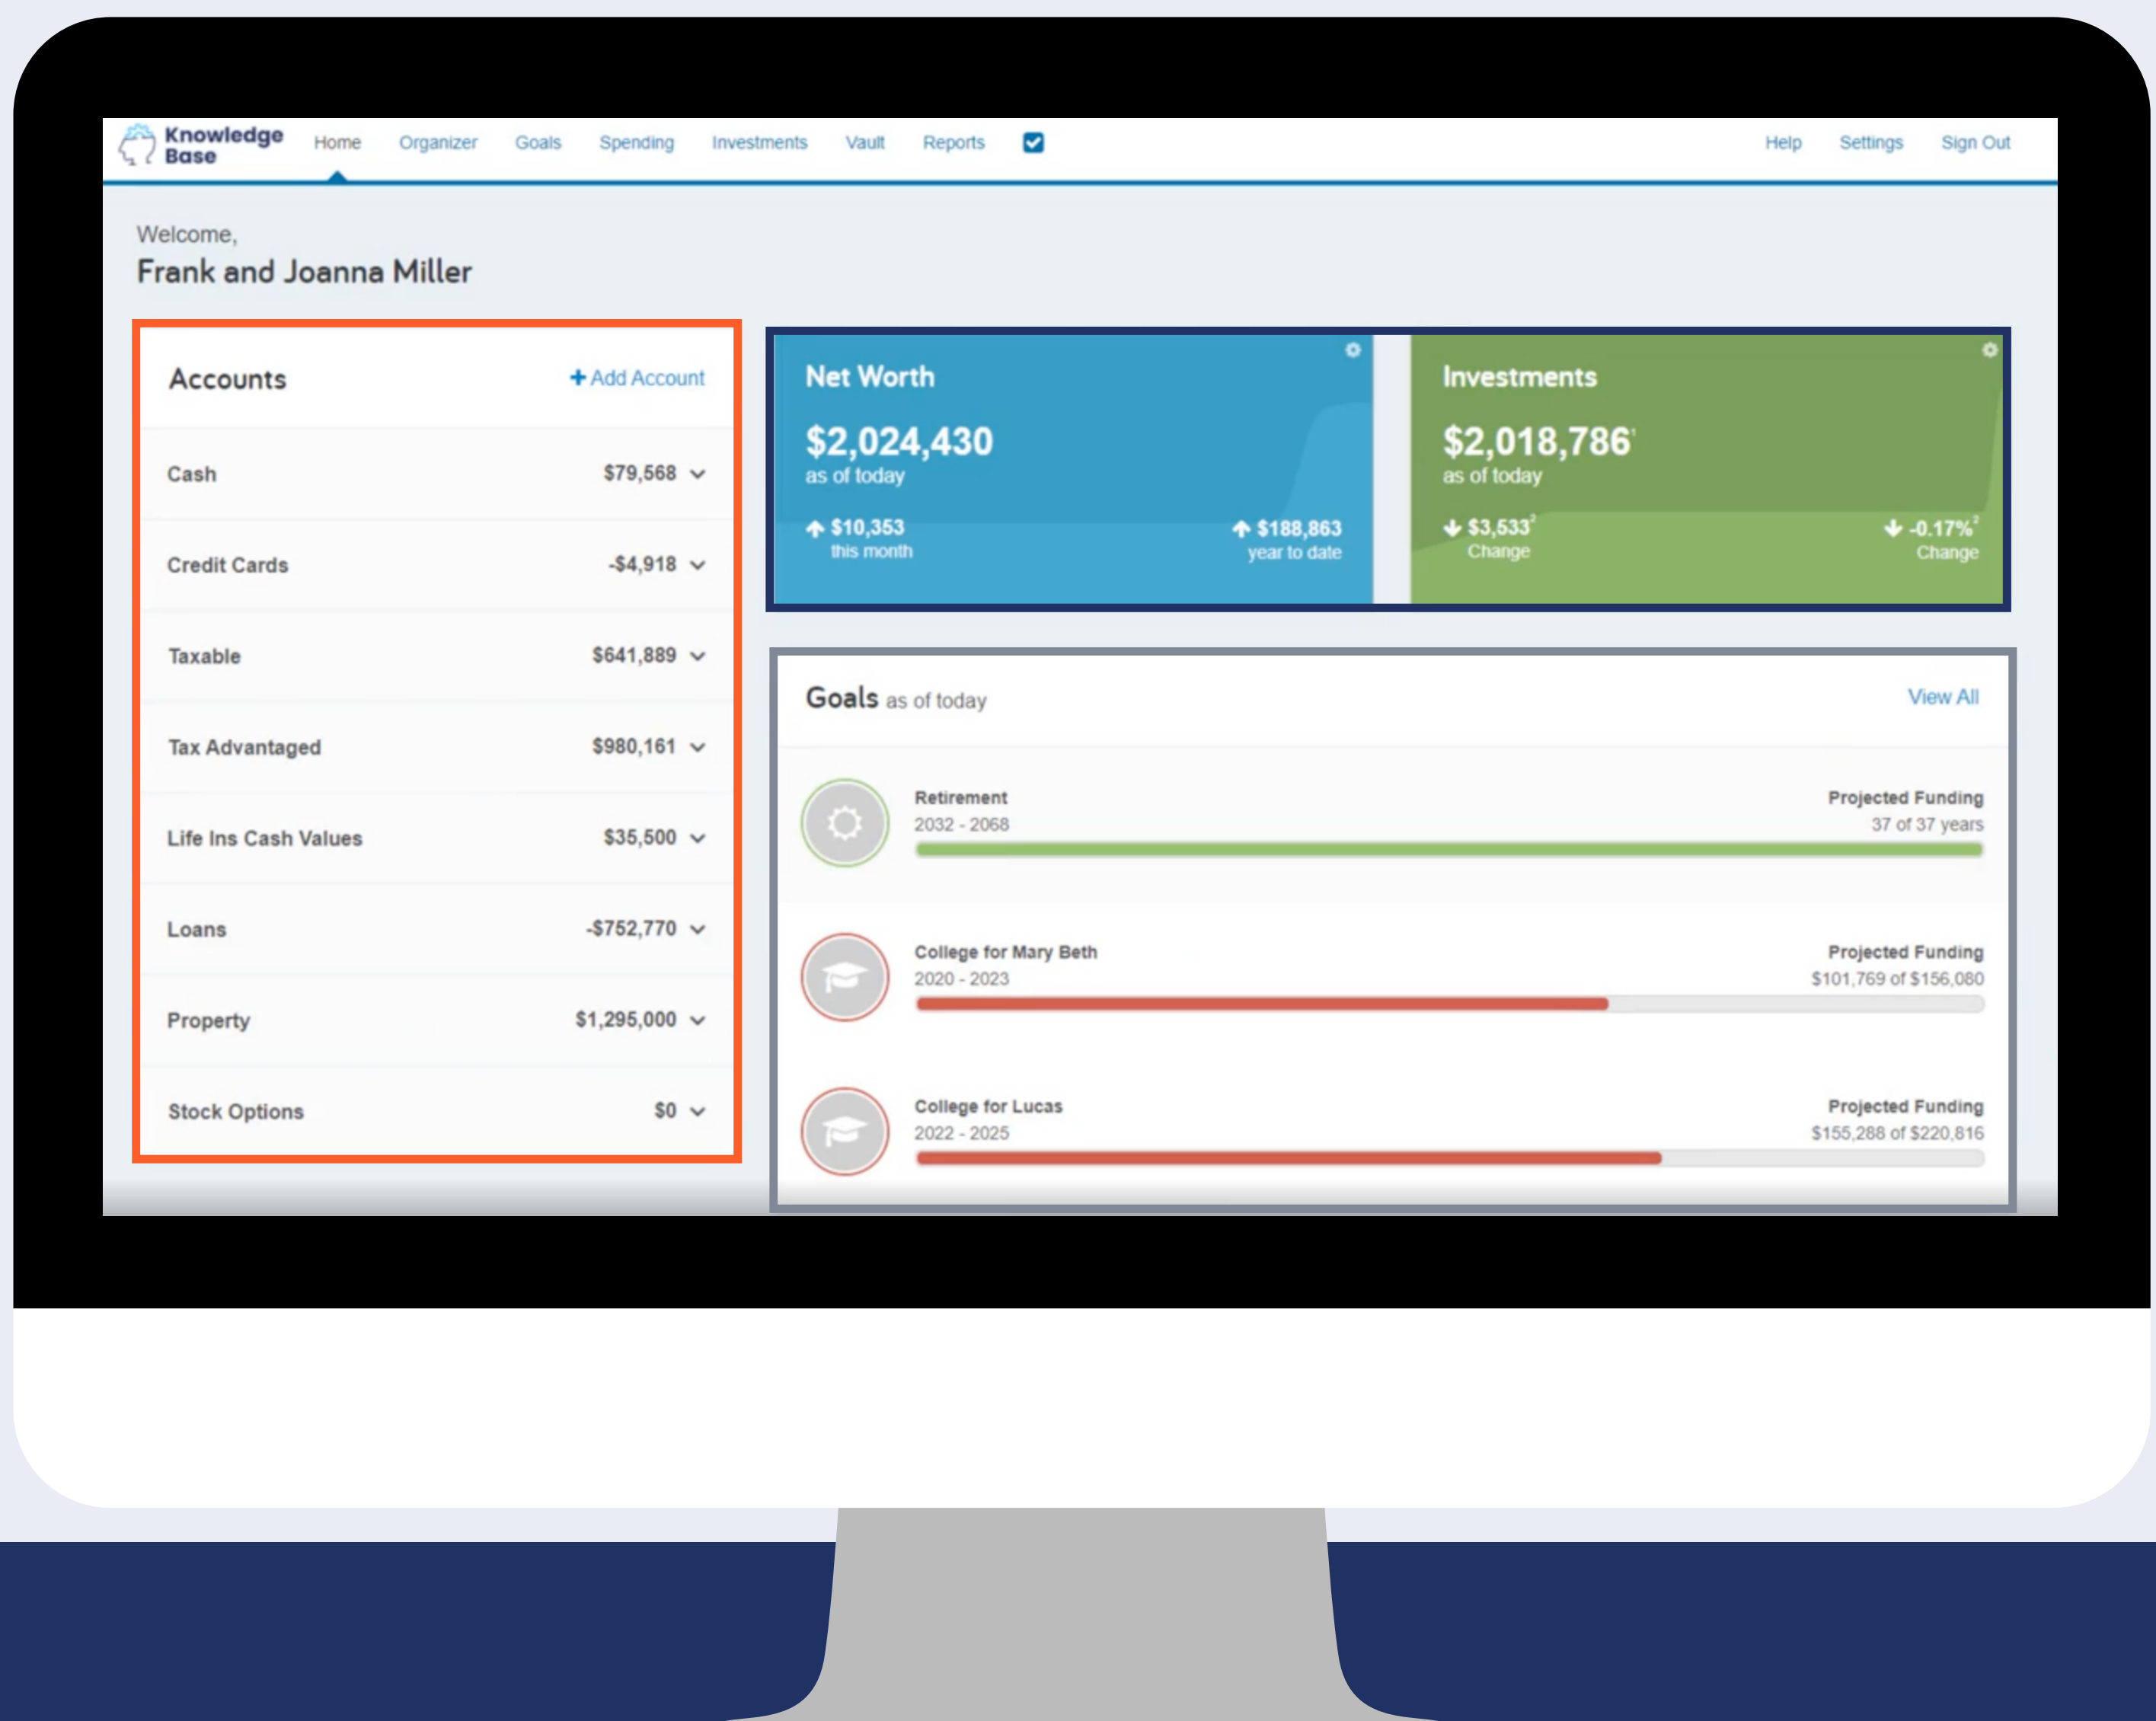 Knowledge
Base
Home Organizer Goals Spending Investments Vault Reports Help Settings Sign Out
Welcome,
Frank and Joanna Miller
Accounts + Add Account
Cash $79,568
Credit Cards -$4,918
Taxable $641,889
Tax Advantaged $980,161
Life Ins Cash Values $35,500
Loans -$752,770
Property $1,295,000
Stock Options $0
Net Worth
$2,024,430
as of today
$10,353
this month
$188,863
year to date
Investments
$2,018,786¹
as of today
$3,533²
Change
-0.17%²
Change
Goals as of today View All
Retirement Projected Funding
2032 - 2068 37 of 37 years
College for Mary Beth Projected Funding
2020 - 2023 $101,769 of $156,080
College for Lucas Projected Funding
2022 - 2025 $155,288 of $220,816